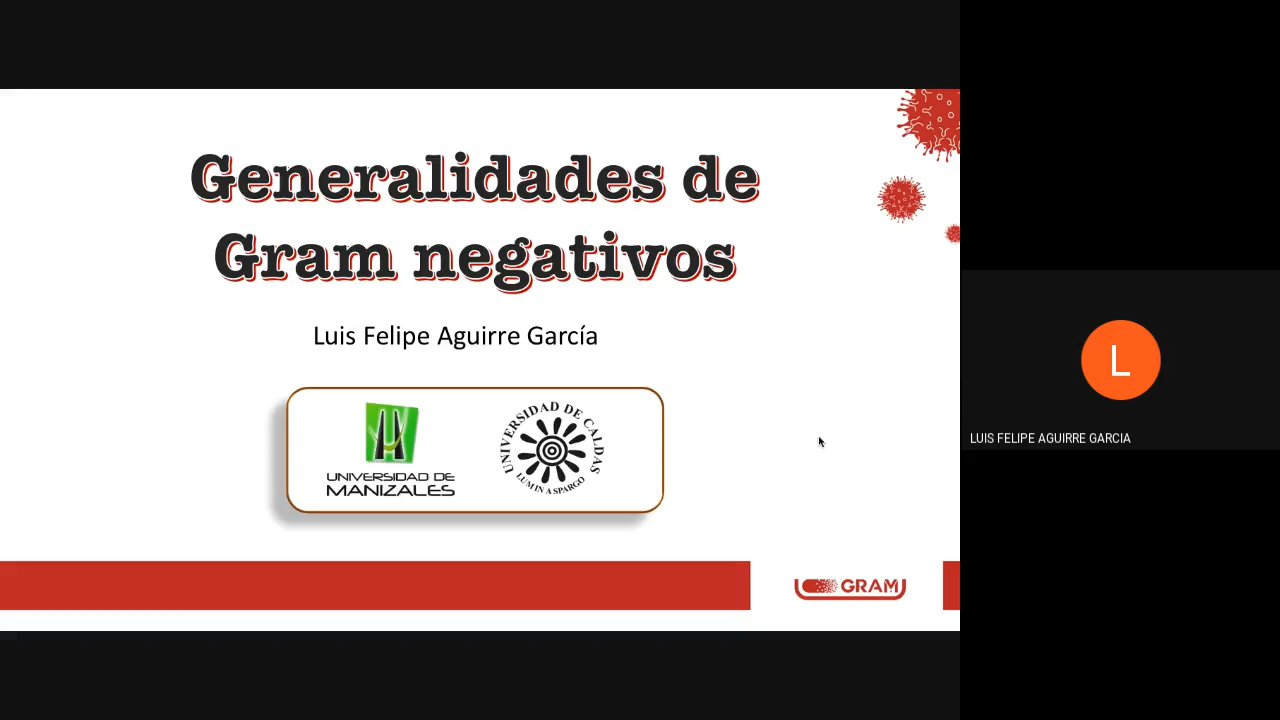 Generalidades de
Gram negativos
Luis Felipe Aguirre García
UNIVERSIDAD DE
MANIZALES
UNIVERSIDAD DE CALDAS
LUMINA SPARGO
GRAM
L
LUIS FELIPE AGUIRRE GARCIA